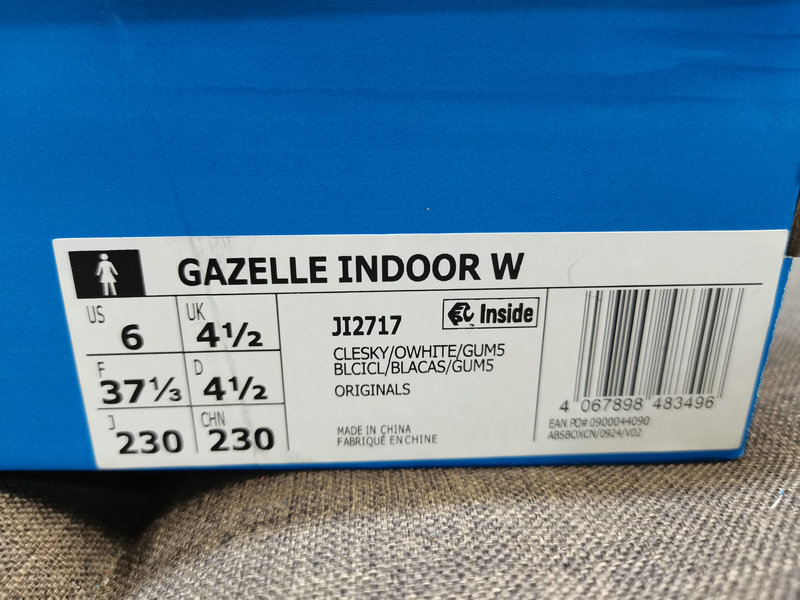 GAZELLE INDOOR W
US 6 UK 4½
F 37⅓ D 4½
J 230 CHN 230
JI2717 Inside
CLESKY/OWHITE/GUM5
BLCICL/BLACAS/GUM5
ORIGINALS
MADE IN CHINA
FABRIQUÉ EN CHINE
4 067898 483496
EAN PO# 0900044090
ABSBOXCN/0924/V02